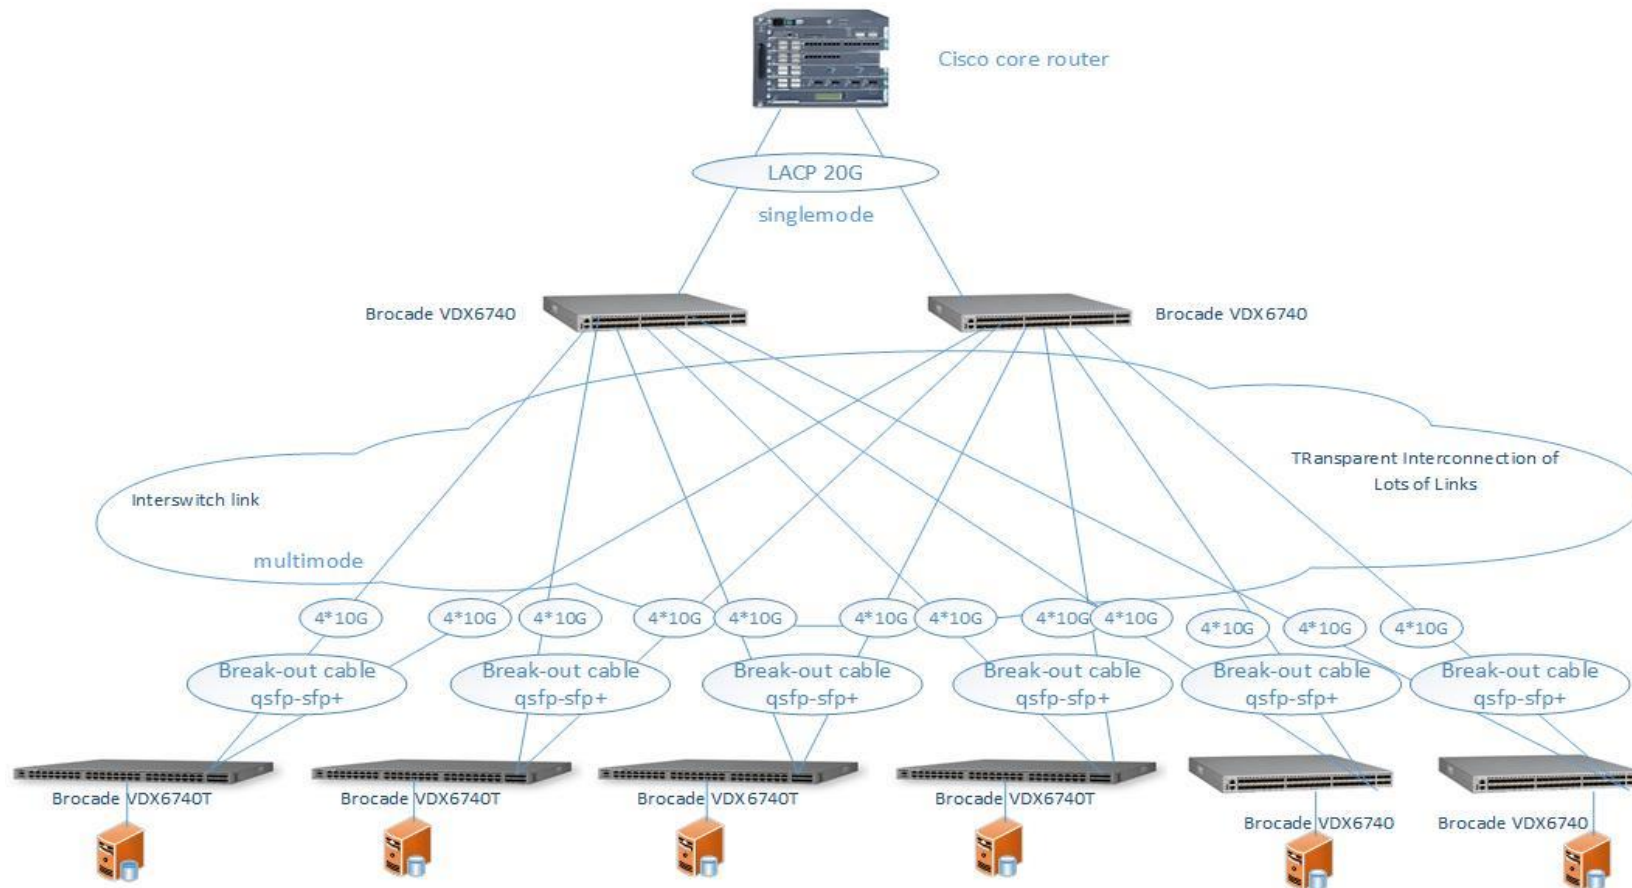 Cisco core router
LACP 20G
singlemode
Brocade VDX6740
Brocade VDX6740
TRansparent Interconnection of
Lots of Links
Interswitch link
multimode
4*10G
4*10G
4*10G
4*10G
4*10G
4*10G
4*10G
4*10G
4*10G
4*10G
4*10G
4*10G
Break-out cable
qsfp-sfp+
Break-out cable
qsfp-sfp+
Break-out cable
qsfp-sfp+
Break-out cable
qsfp-sfp+
Break-out cable
qsfp-sfp+
Break-out cable
qsfp-sfp+
Brocade VDX6740T
Brocade VDX6740T
Brocade VDX6740T
Brocade VDX6740T
Brocade VDX6740
Brocade VDX6740